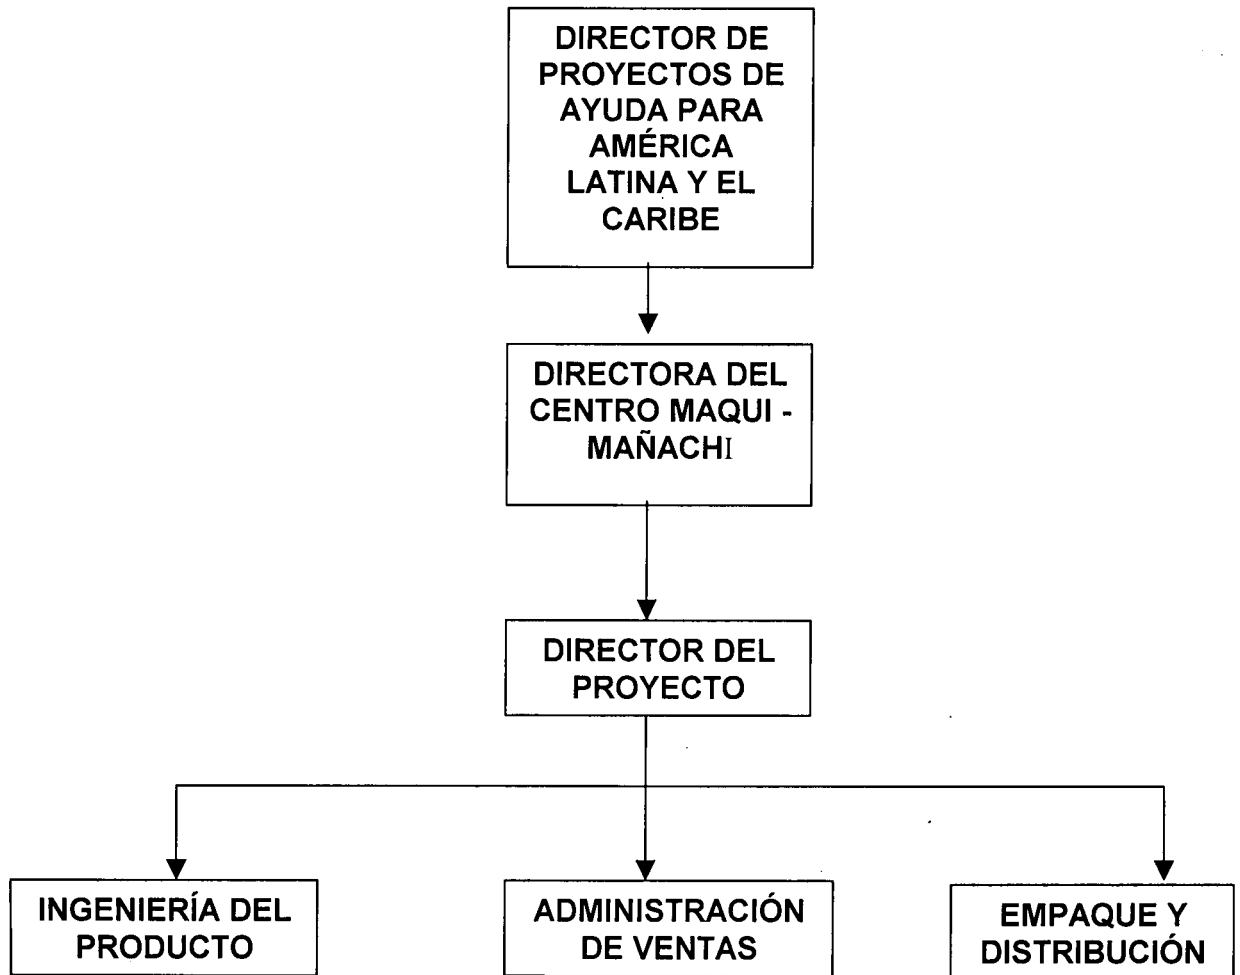 DIRECTOR DE
PROYECTOS DE
AYUDA PARA
AMÉRICA
LATINA Y EL
CARIBE
DIRECTORA DEL
CENTRO MAQUI -
MAÑACHI
DIRECTOR DEL
PROYECTO
INGENIERÍA DEL
PRODUCTO
ADMINISTRACIÓN
DE VENTAS
EMPAQUE Y
DISTRIBUCIÓN